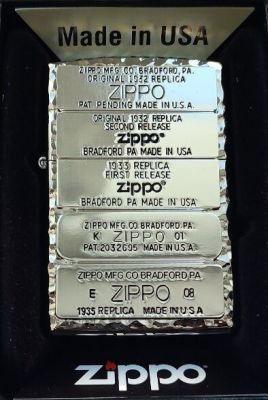 Made in USA
ZIPPO MFG. CO. BRADFORD, PA.
ORIGINAL 1932 REPLICA
ZIPPO
PAT. PENDING MADE IN U.S.A.
ORIGINAL 1932 REPLICA
SECOND RELEASE
zippo
BRADFORD PA MADE IN USA
1933 REPLICA
FIRST RELEASE
zippo
BRADFORD PA. MADE IN USA
ZIPPO MFG. CO. BRADFORD, PA.
K ZIPPO 01
PAT. 2032695 MADE IN U.S.A.
ZIPPO MFG CO. BRADFORD, PA
E ZIPPO 08
1935 REPLICA MADE IN U.S.A
zippo